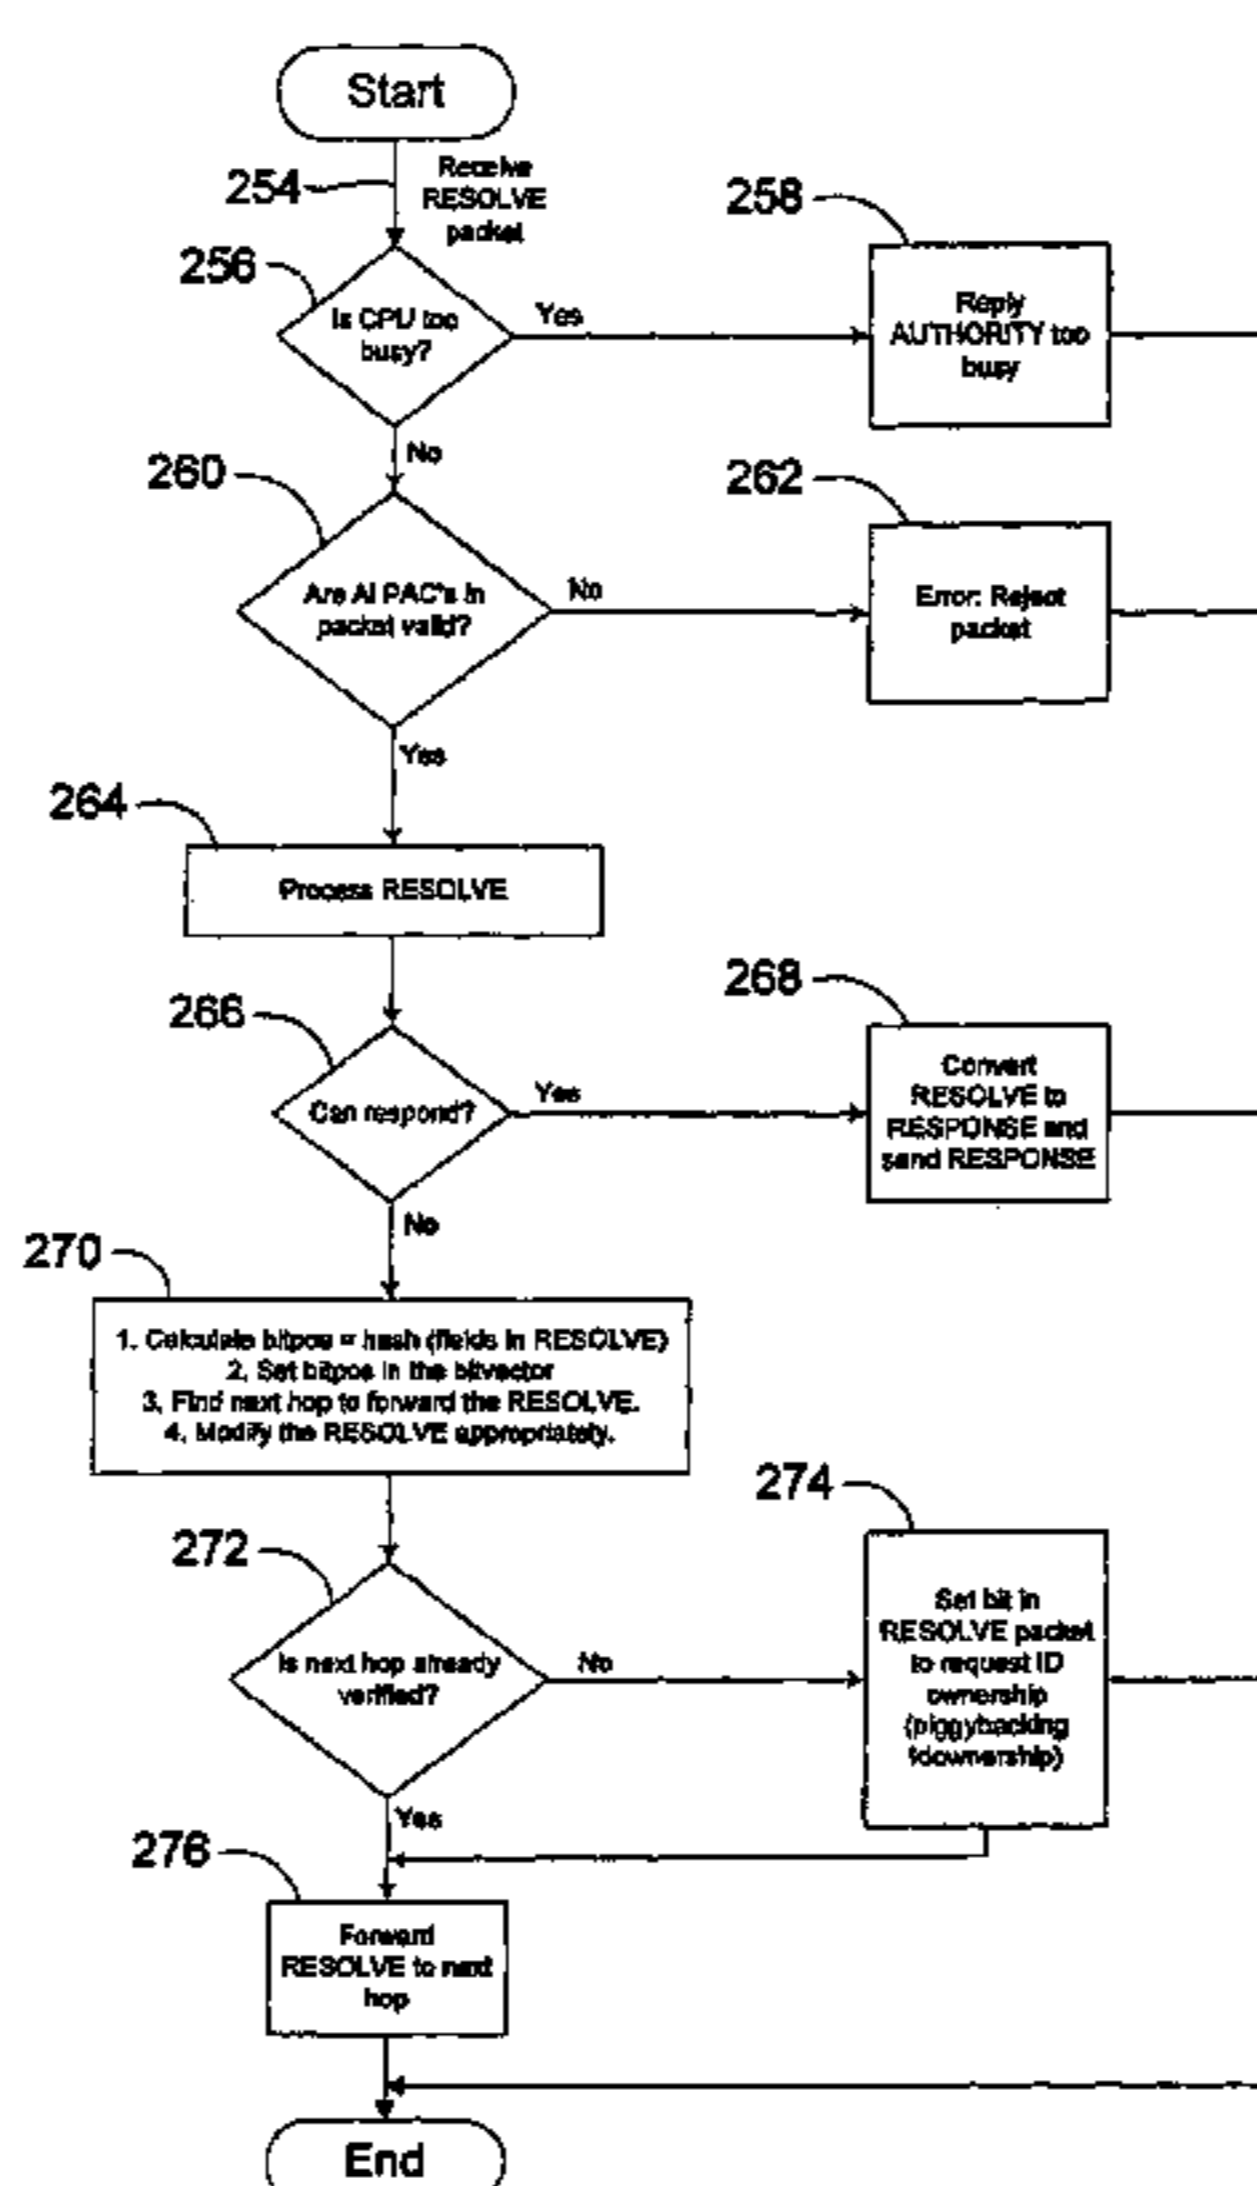 Start
254
Receive
RESOLVE
packet
256
Is CPU too
busy?
Yes
258
Reply
AUTHORITY too
busy
No
260
Are All PAC's in
packet valid?
No
262
Error: Reject
packet
Yes
264
Process RESOLVE
266
Can respond?
Yes
268
Convert
RESOLVE to
RESPONSE and
send RESPONSE
No
270
1. Calculate bitpos = hash (fields in RESOLVE)
2. Set bitpos in the bitvector
3. Find next hop to forward the RESOLVE.
4. Modify the RESOLVE appropriately.
272
Is next hop already
verified?
No
274
Set bit in
RESOLVE packet
to request ID
ownership
(piggybacking
idownership)
Yes
276
Forward
RESOLVE to next
hop
End